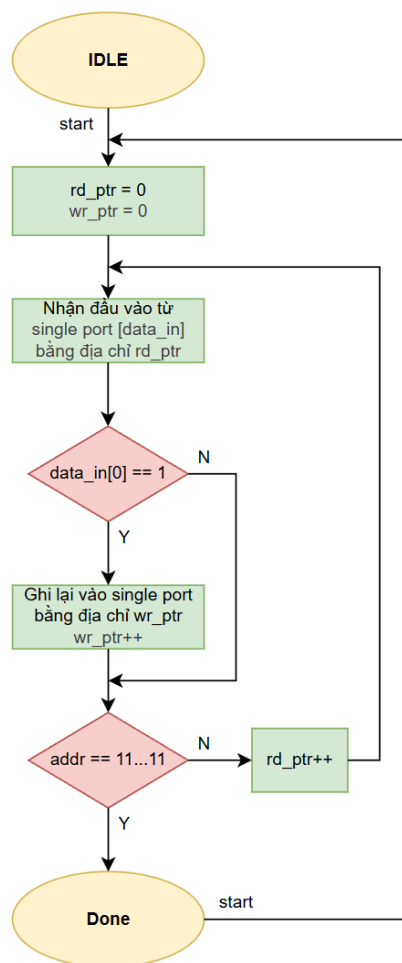 IDLE
start
rd_ptr = 0
wr_ptr = 0
Nhận đầu vào từ
single port [data_in]
bằng địa chỉ rd_ptr
data_in[0] == 1
N
Y
Ghi lại vào single port
bằng địa chỉ wr_ptr
wr_ptr++
addr == 11...11
N
rd_ptr++
Y
Done
start